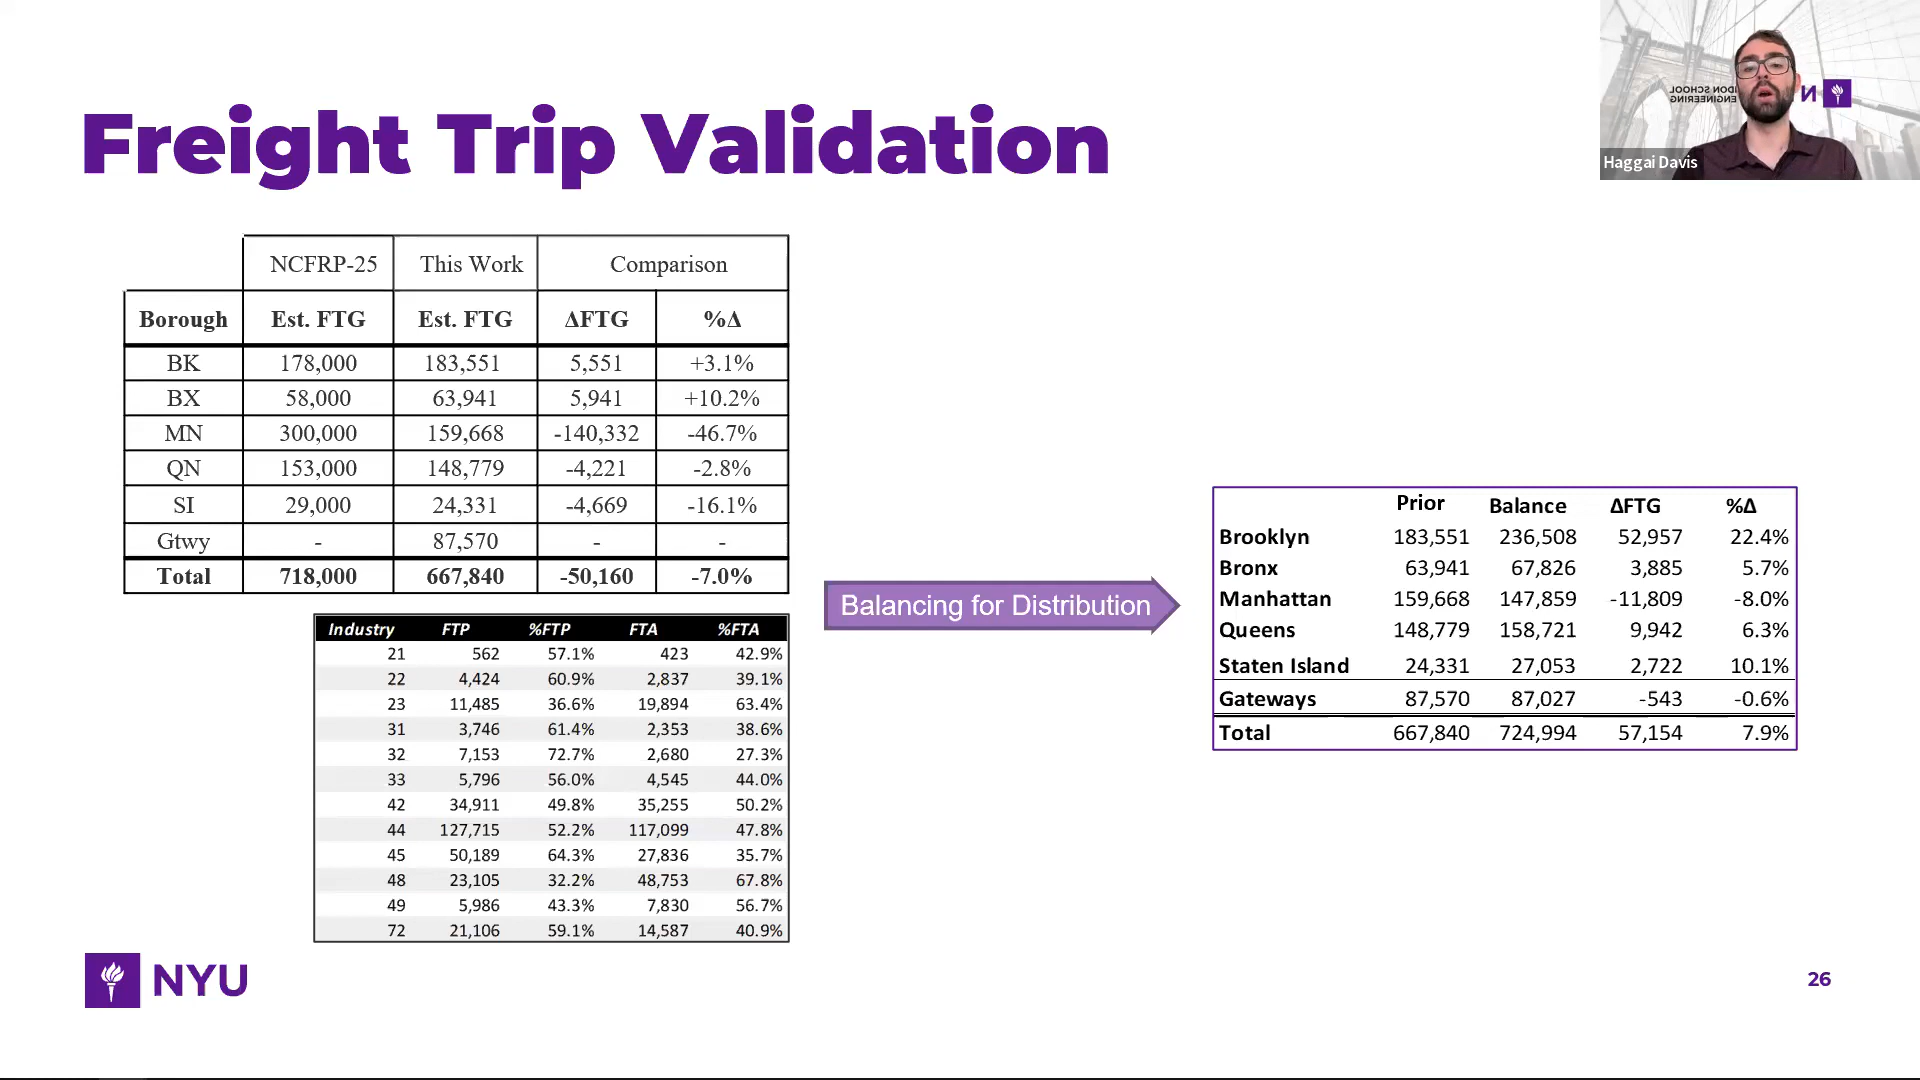 Freight Trip Validation
Haggai Davis
NCFRP-25 This Work Comparison
Borough Est. FTG Est. FTG ΔFTG %Δ
BK 178,000 183,551 5,551 +3.1%
BX 58,000 63,941 5,941 +10.2%
MN 300,000 159,668 -140,332 -46.7%
QN 153,000 148,779 -4,221 -2.8%
SI 29,000 24,331 -4,669 -16.1%
Gtwy - 87,570 - -
Total 718,000 667,840 -50,160 -7.0%
Industry FTP %FTP FTA %FTA
21 562 57.1% 423 42.9%
22 4,424 60.9% 2,837 39.1%
23 11,485 36.6% 19,894 63.4%
31 3,746 61.4% 2,353 38.6%
32 7,153 72.7% 2,680 27.3%
33 5,796 56.0% 4,545 44.0%
42 34,911 49.8% 35,255 50.2%
44 127,715 52.2% 117,099 47.8%
45 50,189 64.3% 27,836 35.7%
48 23,105 32.2% 48,753 67.8%
49 5,986 43.3% 7,830 56.7%
72 21,106 59.1% 14,587 40.9%
Balancing for Distribution
Prior Balance ΔFTG %Δ
Brooklyn 183,551 236,508 52,957 22.4%
Bronx 63,941 67,826 3,885 5.7%
Manhattan 159,668 147,859 -11,809 -8.0%
Queens 148,779 158,721 9,942 6.3%
Staten Island 24,331 27,053 2,722 10.1%
Gateways 87,570 87,027 -543 -0.6%
Total 667,840 724,994 57,154 7.9%
NYU
26